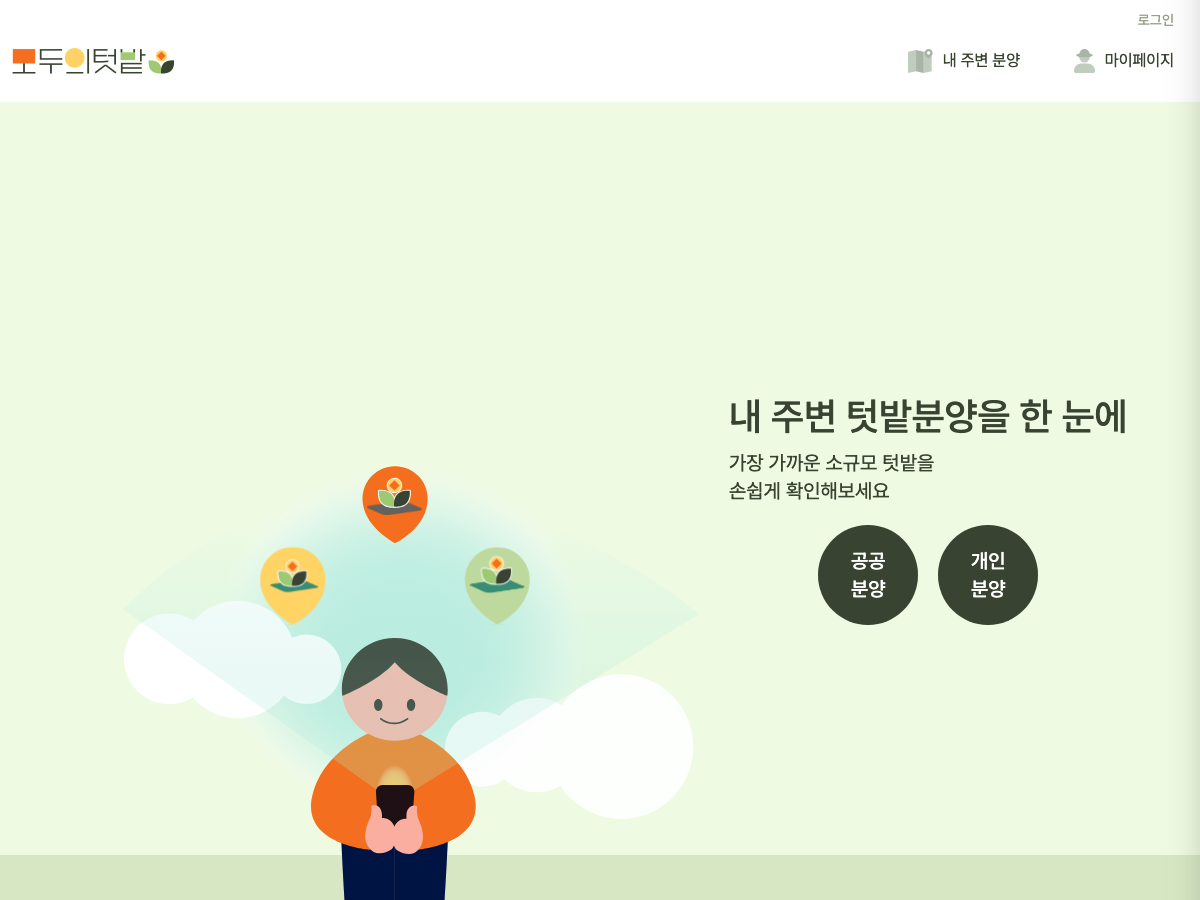 로그인
모두의텃밭
내 주변 분양
마이페이지
내 주변 텃밭분양을 한 눈에
가장 가까운 소규모 텃밭을
손쉽게 확인해보세요
공공
분양
개인
분양